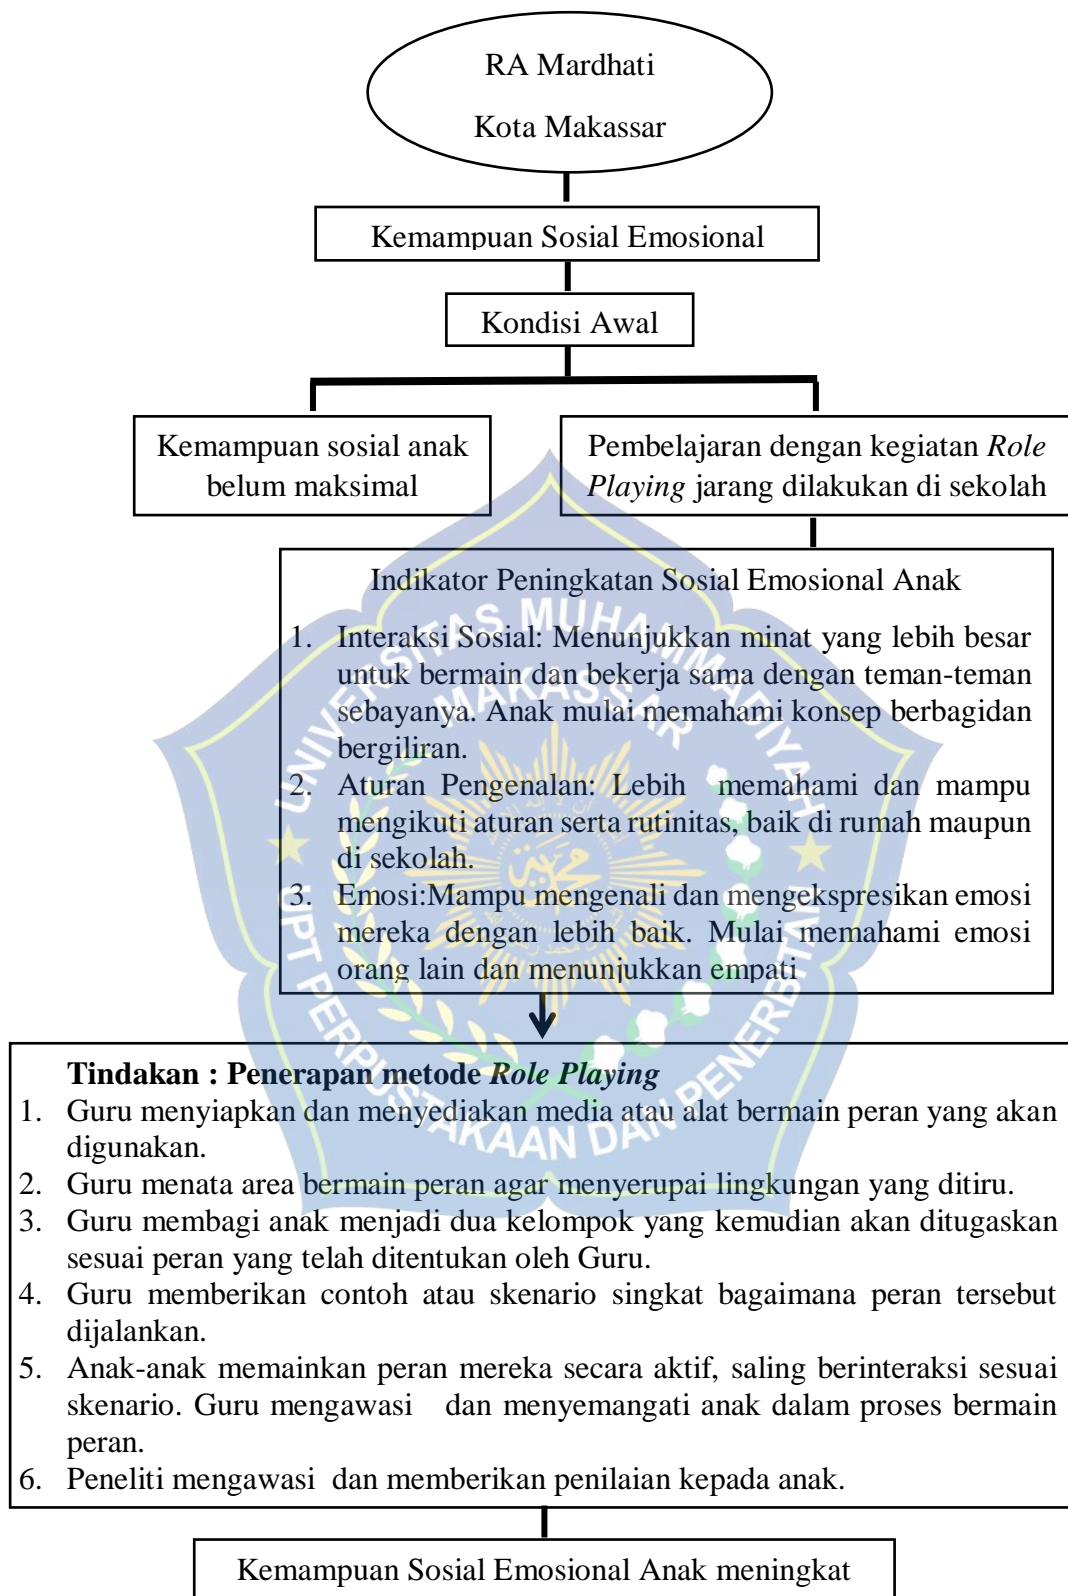 RA Mardhati
Kota Makassar
Kemampuan Sosial Emosional
Kondisi Awal
Kemampuan sosial anak
belum maksimal
Pembelajaran dengan kegiatan Role
Playing jarang dilakukan di sekolah
Indikator Peningkatan Sosial Emosional Anak
1. Interaksi Sosial: Menunjukkan minat yang lebih besar
untuk bermain dan bekerja sama dengan teman-teman
sebayanya. Anak mulai memahami konsep berbagidan
bergiliran.
2. Aturan Pengenalan: Lebih memahami dan mampu
mengikuti aturan serta rutinitas, baik di rumah maupun
di sekolah.
3. Emosi:Mampu mengenali dan mengekspresikan emosi
mereka dengan lebih baik. Mulai memahami emosi
orang lain dan menunjukkan empati
Tindakan : Penerapan metode Role Playing
1. Guru menyiapkan dan menyediakan media atau alat bermain peran yang akan
digunakan.
2. Guru menata area bermain peran agar menyerupai lingkungan yang ditiru.
3. Guru membagi anak menjadi dua kelompok yang kemudian akan ditugaskan
sesuai peran yang telah ditentukan oleh Guru.
4. Guru memberikan contoh atau skenario singkat bagaimana peran tersebut
dijalankan.
5. Anak-anak memainkan peran mereka secara aktif, saling berinteraksi sesuai
skenario. Guru mengawasi dan menyemangati anak dalam proses bermain
peran.
6. Peneliti mengawasi dan memberikan penilaian kepada anak.
Kemampuan Sosial Emosional Anak meningkat
UNIVERSITAS MUHAMMADIYAH
MAKASSAR
UPT PERPUSTAKAAN DAN PENERBITAN